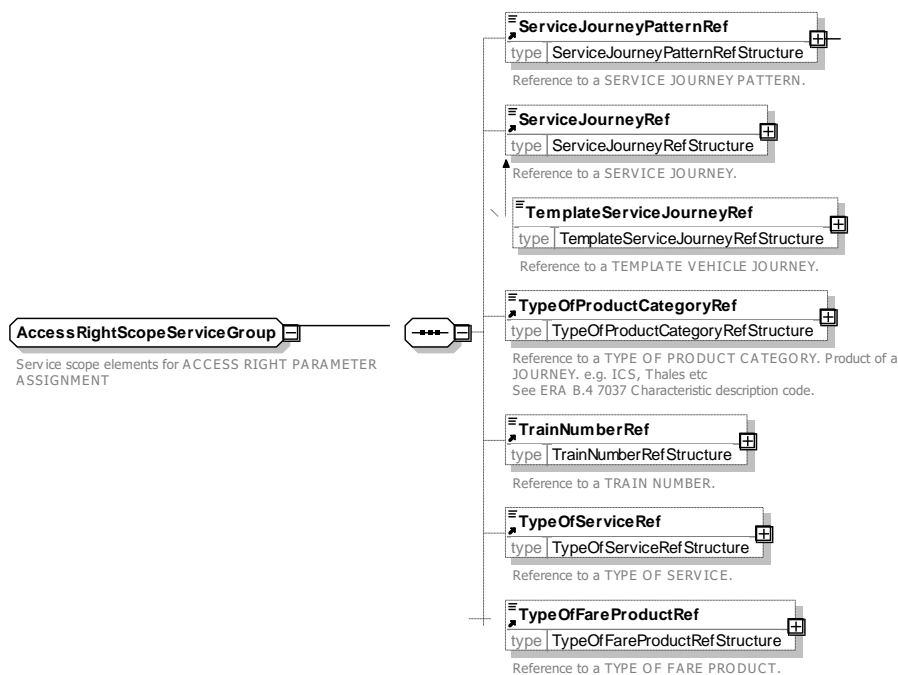 ServiceJourneyPatternRef
type ServiceJourneyPatternRefStructure
Reference to a SERVICE JOURNEY PATTERN.
ServiceJourneyRef
type ServiceJourneyRefStructure
Reference to a SERVICE JOURNEY.
TemplateServiceJourneyRef
type TemplateServiceJourneyRefStructure
Reference to a TEMPLATE VEHICLE JOURNEY.
AccessRightScopeServiceGroup
Service scope elements for ACCESS RIGHT PARAMETER
ASSIGNMENT
TypeOfProductCategoryRef
type TypeOfProductCategoryRefStructure
Reference to a TYPE OF PRODUCT CATEGORY. Product of a
JOURNEY. e.g. ICS, Thales etc
See ERA B.4 7037 Characteristic description code.
TrainNumberRef
type TrainNumberRefStructure
Reference to a TRAIN NUMBER.
TypeOfServiceRef
type TypeOfServiceRefStructure
Reference to a TYPE OF SERVICE.
TypeOfFareProductRef
type TypeOfFareProductRefStructure
Reference to a TYPE OF FARE PRODUCT.